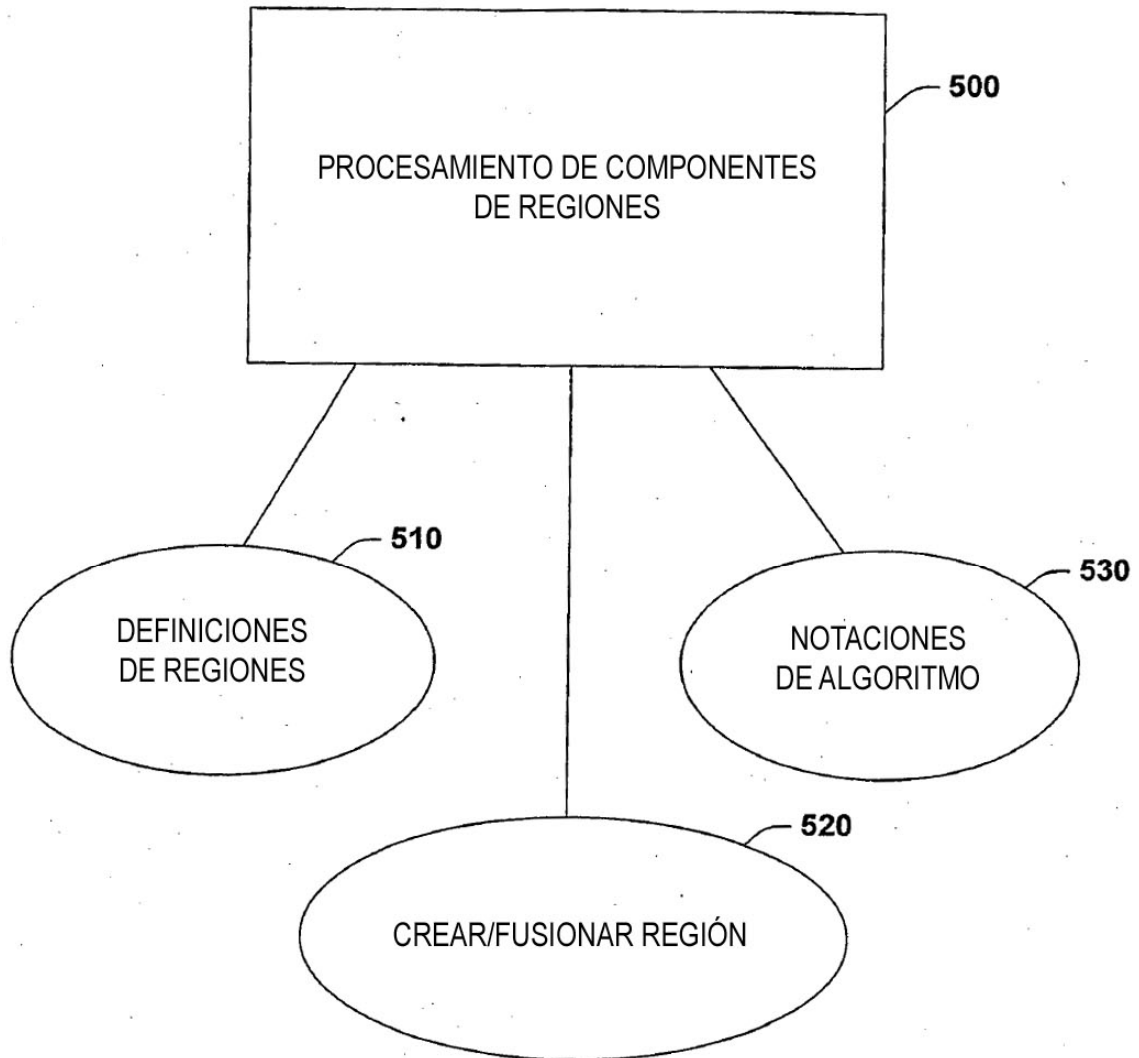 500
PROCESAMIENTO DE COMPONENTES
DE REGIONES
510
DEFINICIONES
DE REGIONES
530
NOTACIONES
DE ALGORITMO
520
CREAR/FUSIONAR REGIÓN